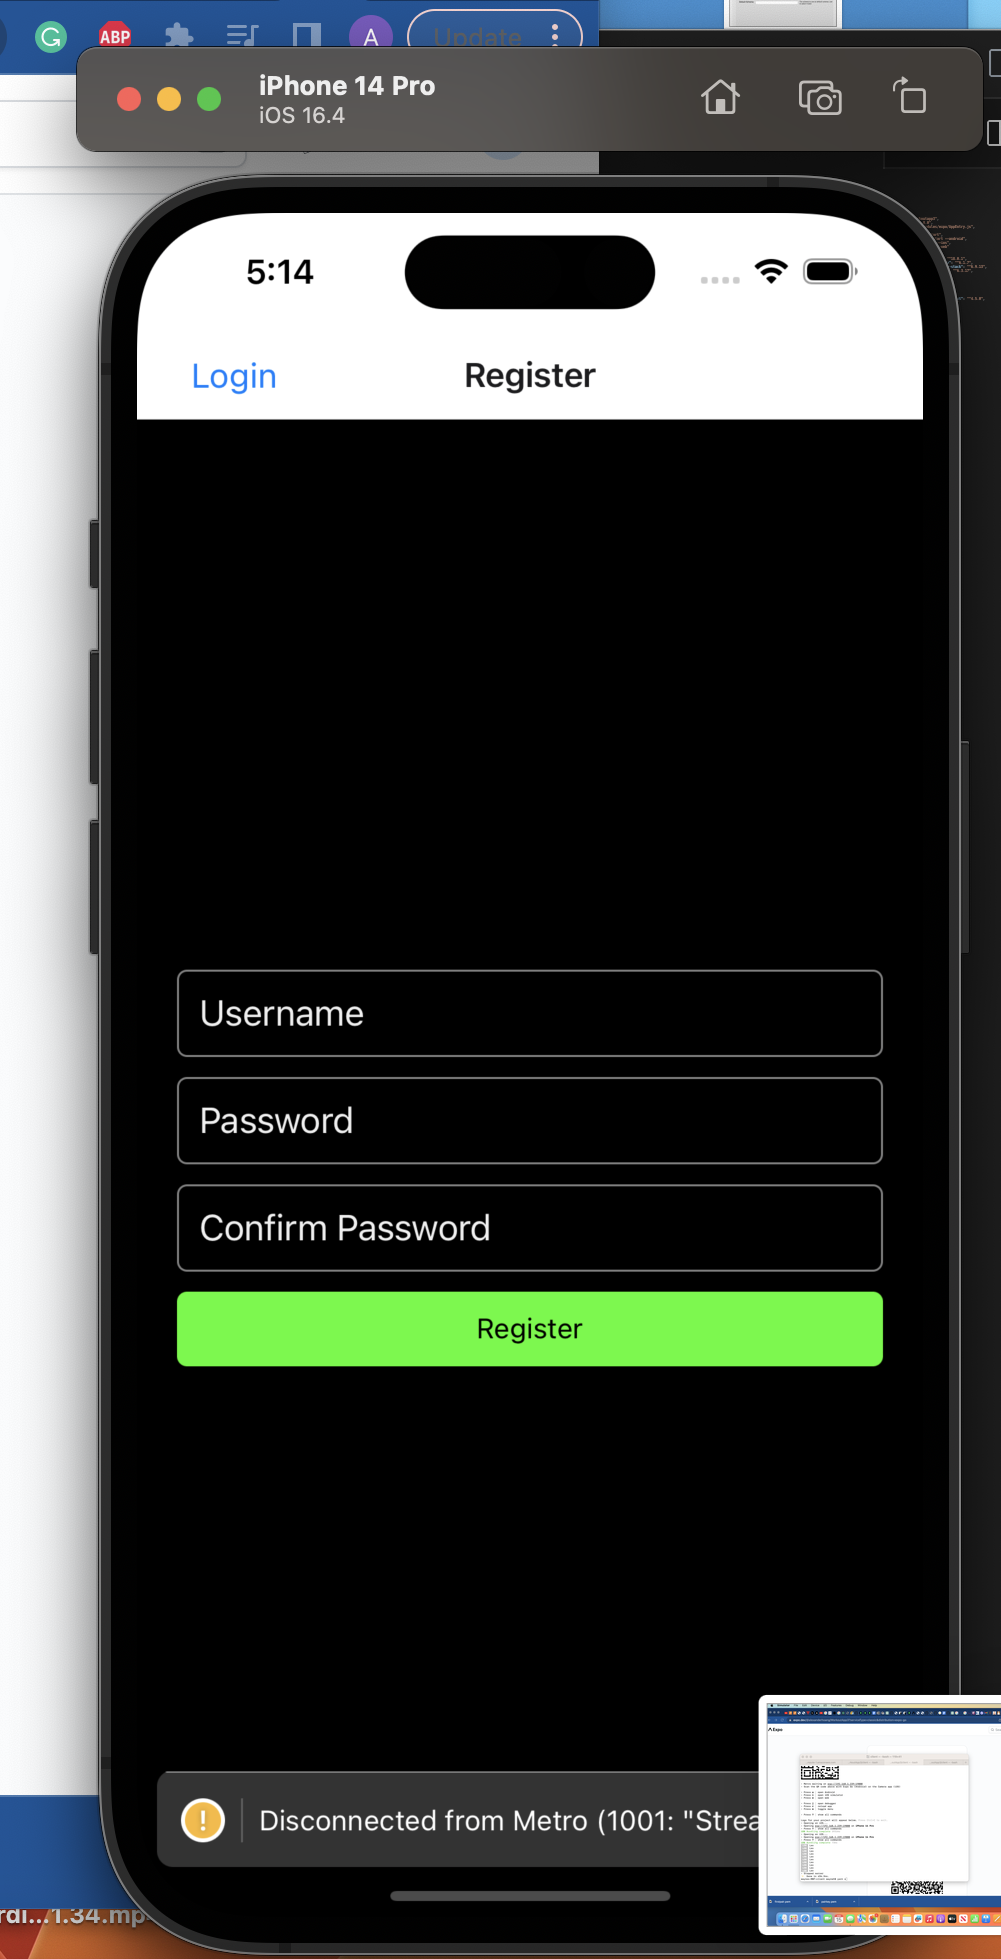 ABP
A
Update
iPhone 14 Pro
iOS 16.4
5:14
Login
Register
Username
Password
Confirm Password
Register
Disconnected from Metro (1001: "Strea
rdi...1.34.mp
Expo